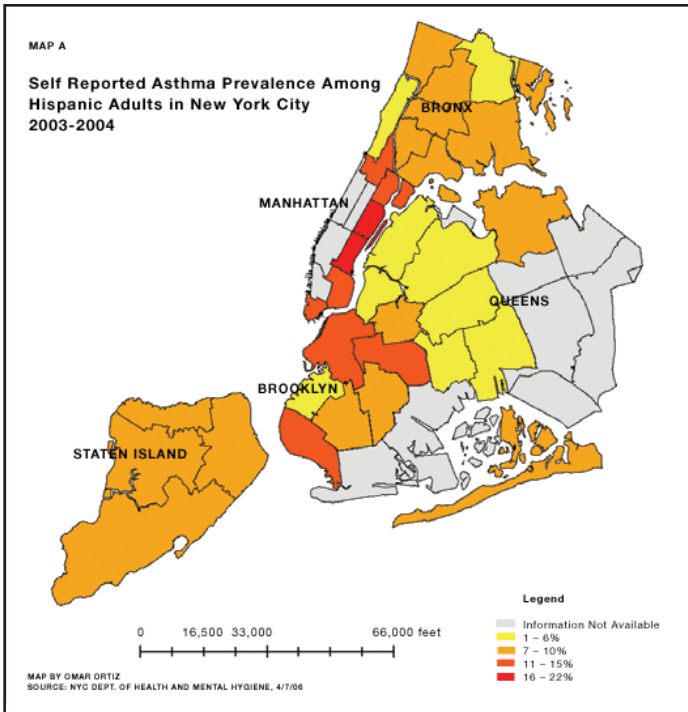 MAP A
Self Reported Asthma Prevalence Among
Hispanic Adults in New York City
2003-2004
BRONX
MANHATTAN
QUEENS
BROOKLYN
STATEN ISLAND
Legend
Information Not Available
1 – 6%
7 – 10%
11 – 15%
16 – 22%
0 16,500 33,000 66,000 feet
MAP BY OMAR ORTIZ
SOURCE: NYC DEPT. OF HEALTH AND MENTAL HYGIENE, 4/7/06